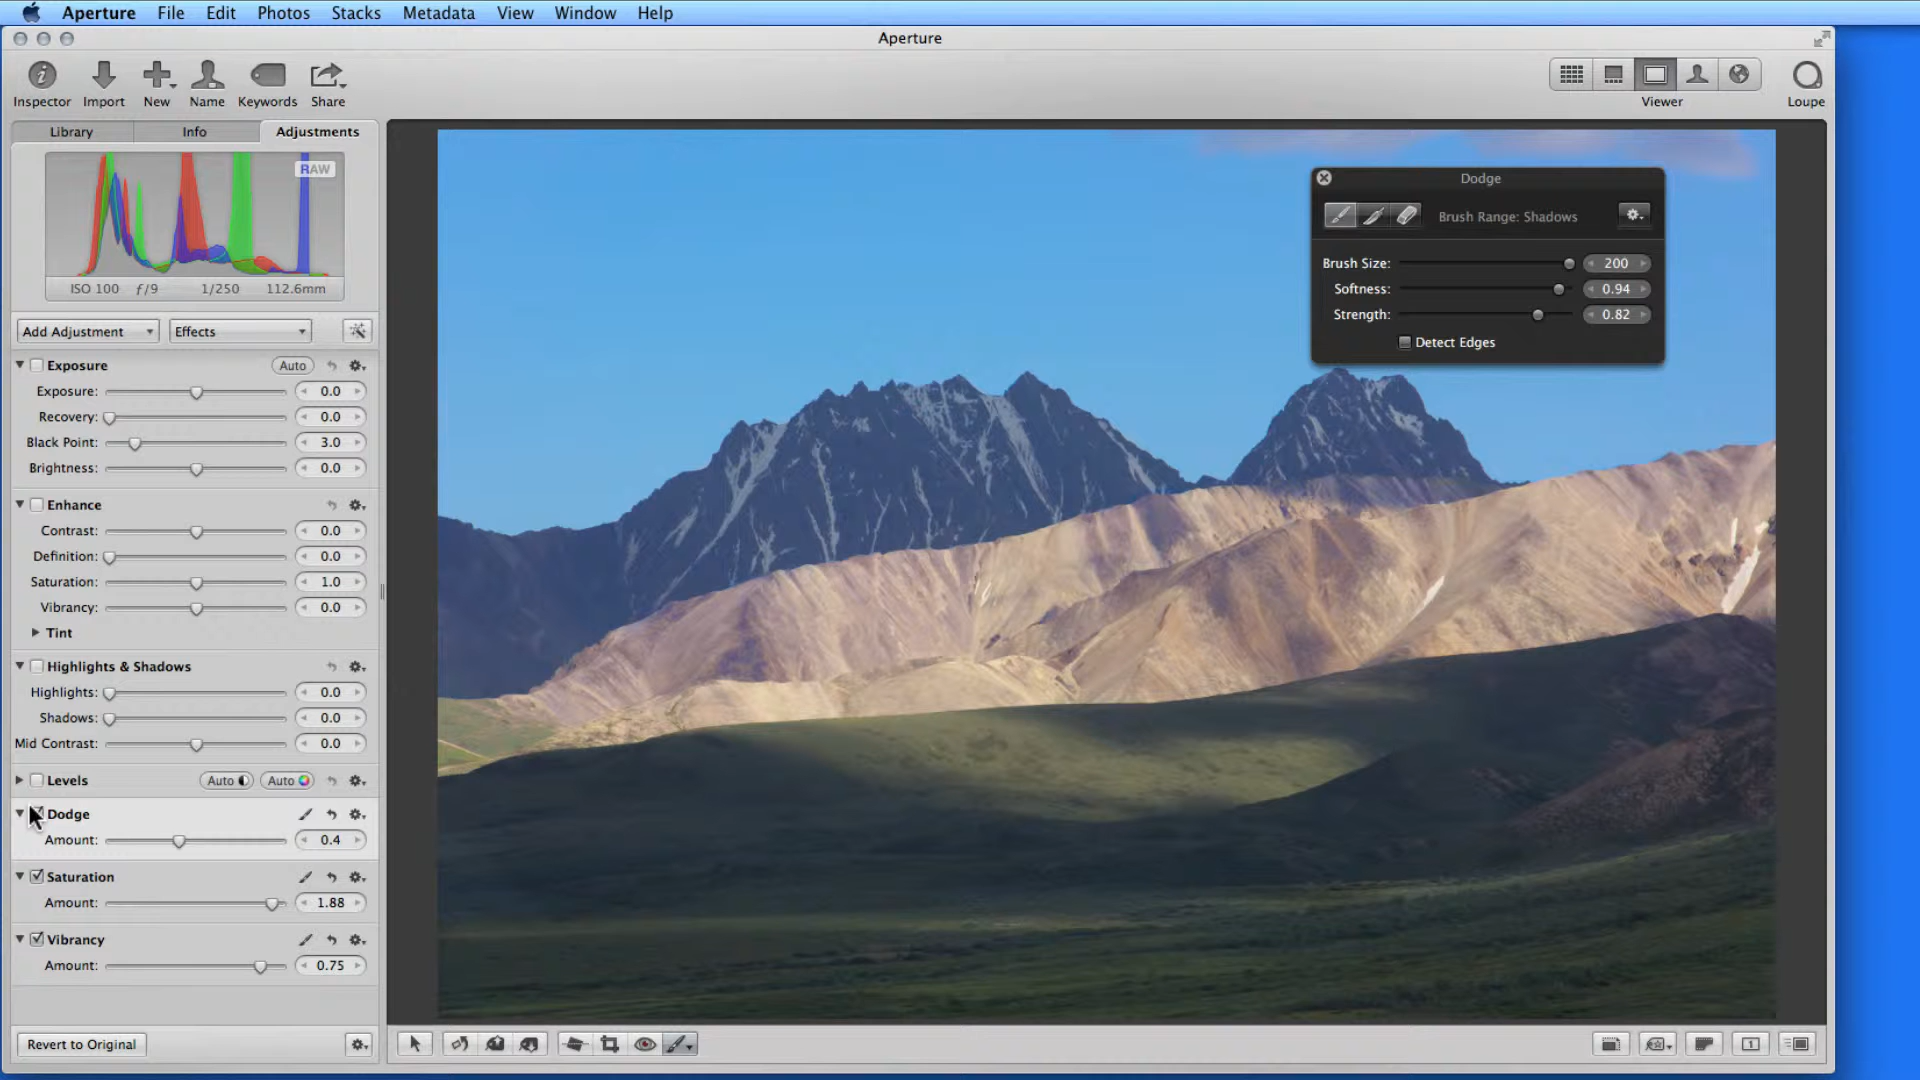 Aperture File Edit Photos Stacks Metadata View Window Help
Aperture
Inspector Import New Name Keywords Share
Viewer Loupe
Library Info Adjustments
RAW
ISO 100 ƒ/9 1/250 112.6mm
Add Adjustment Effects
Exposure Auto
Exposure: 0.0
Recovery: 0.0
Black Point: 3.0
Brightness: 0.0
Enhance
Contrast: 0.0
Definition: 0.0
Saturation: 1.0
Vibrancy: 0.0
Tint
Highlights & Shadows
Highlights: 0.0
Shadows: 0.0
Mid Contrast: 0.0
Levels Auto Auto
Dodge
Amount: 0.4
Saturation
Amount: 1.88
Vibrancy
Amount: 0.75
Revert to Original
Dodge
Brush Range: Shadows
Brush Size: 200
Softness: 0.94
Strength: 0.82
Detect Edges
1